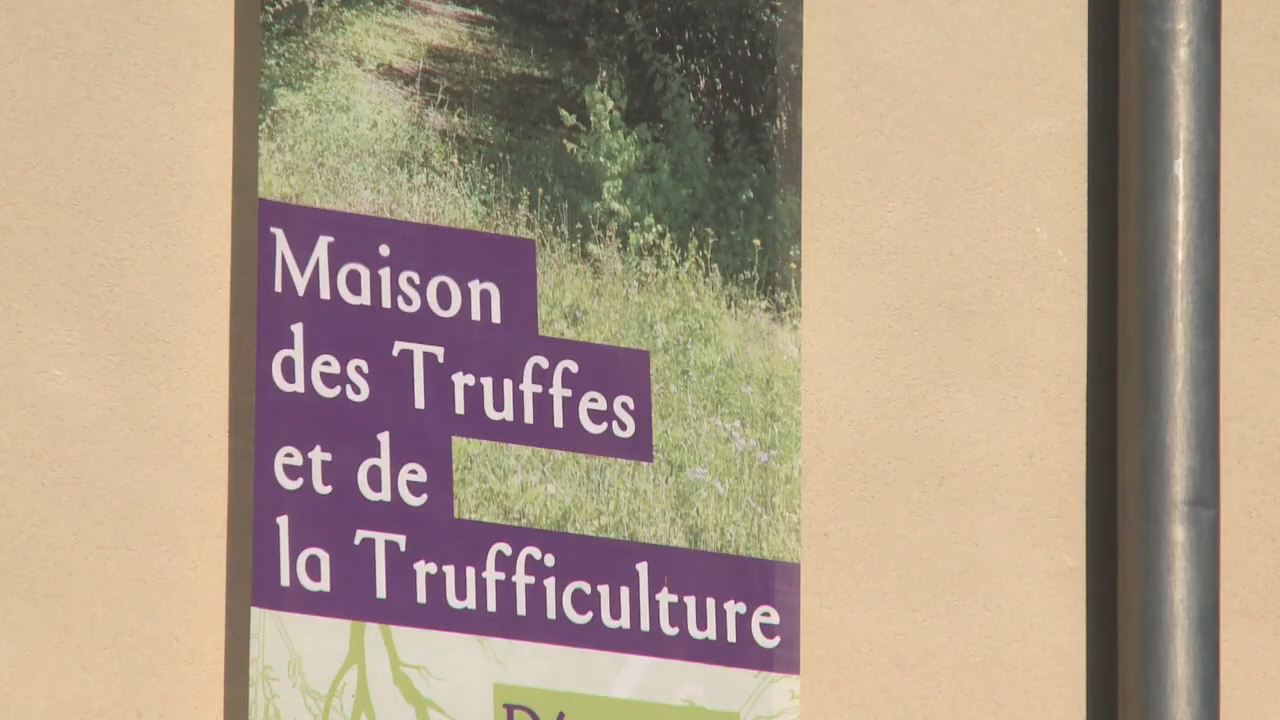 Maison
des Truffes
et de
la Trufficulture